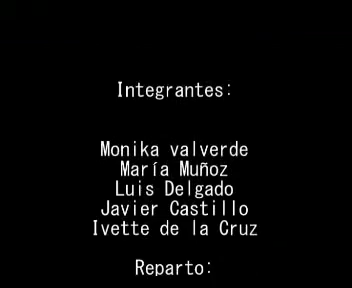 Integrantes:
Monika valverde
María Muñoz
Luis Delgado
Javier Castillo
Ivette de la Cruz
Reparto: